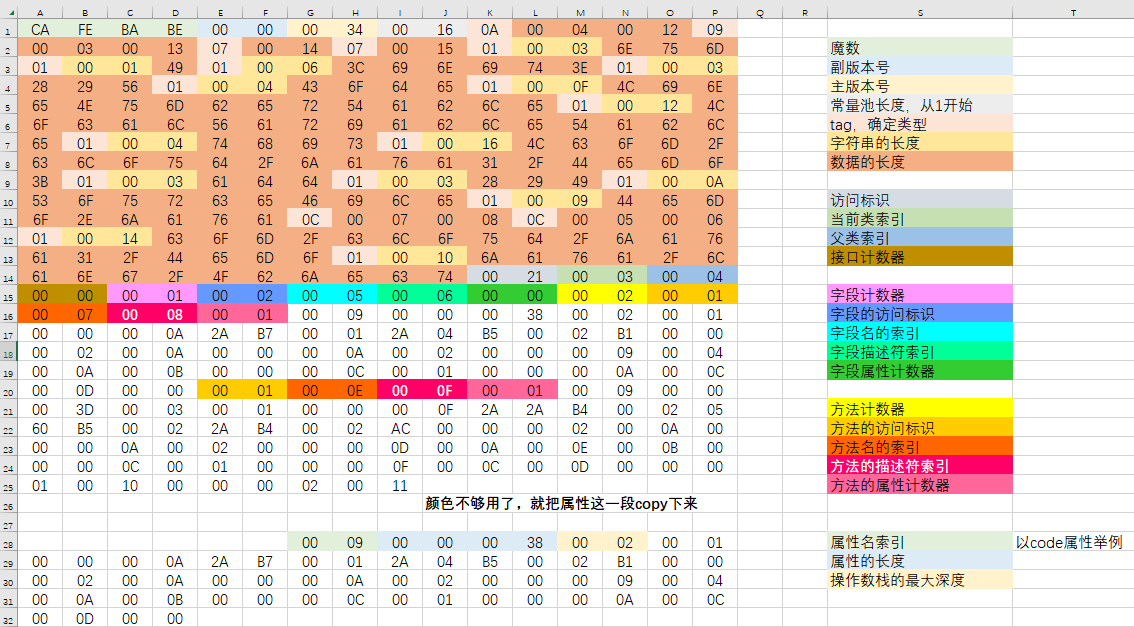 A B C D E F G H I J K L M N O P Q R S T
1 CA FE BA BE 00 00 00 34 00 16 0A 00 04 00 12 09
2 00 03 00 13 07 00 14 07 00 15 01 00 03 6E 75 6D 魔数
3 01 00 01 49 01 00 06 3C 69 6E 69 74 3E 01 00 03 副版本号
4 28 29 56 01 00 04 43 6F 64 65 01 00 0F 4C 69 6E 主版本号
5 65 4E 75 6D 62 65 72 54 61 62 6C 65 01 00 12 4C 常量池长度，从1开始
6 6F 63 61 6C 56 61 72 69 61 62 6C 65 54 61 62 6C tag，确定类型
7 65 01 00 04 74 68 69 73 01 00 16 4C 63 6F 6D 2F 字符串的长度
8 63 6C 6F 75 64 2F 6A 61 76 61 31 2F 44 65 6D 6F 数据的长度
9 3B 01 00 03 61 64 64 01 00 03 28 29 49 01 00 0A
10 53 6F 75 72 63 65 46 69 6C 65 01 00 09 44 65 6D 访问标识
11 6F 2E 6A 61 76 61 0C 00 07 00 08 0C 00 05 00 06 当前类索引
12 01 00 14 63 6F 6D 2F 63 6C 6F 75 64 2F 6A 61 76 父类索引
13 61 31 2F 44 65 6D 6F 01 00 10 6A 61 76 61 2F 6C 接口计数器
14 61 6E 67 2F 4F 62 6A 65 63 74 00 21 00 03 00 04
15 00 00 00 01 00 02 00 05 00 06 00 00 00 02 00 01 字段计数器
16 00 07 00 08 00 01 00 09 00 00 00 38 00 02 00 01 字段的访问标识
17 00 00 00 0A 2A B7 00 01 2A 04 B5 00 02 B1 00 00 字段名的索引
18 00 02 00 0A 00 00 00 0A 00 02 00 00 00 09 00 04 字段描述符索引
19 00 0A 00 0B 00 00 00 0C 00 01 00 00 00 0A 00 0C 字段属性计数器
20 00 0D 00 00 00 01 00 0E 00 0F 00 01 00 09 00 00
21 00 3D 00 03 00 01 00 00 00 0F 2A 2A B4 00 02 05 方法计数器
22 60 B5 00 02 2A B4 00 02 AC 00 00 00 02 00 0A 00 方法的访问标识
23 00 00 0A 00 02 00 00 00 0D 00 0A 00 0E 00 0B 00 方法名的索引
24 00 00 0C 00 01 00 00 00 0F 00 0C 00 0D 00 00 00 方法的描述符索引
25 01 00 10 00 00 00 02 00 11 方法的属性计数器
26 颜色不够用了，就把属性这一段copy下来
27
28 00 09 00 00 00 38 00 02 00 01 属性名索引 以code属性举例
29 00 00 00 0A 2A B7 00 01 2A 04 B5 00 02 B1 00 00 属性的长度
30 00 02 00 0A 00 00 00 0A 00 02 00 00 00 09 00 04 操作数栈的最大深度
31 00 0A 00 0B 00 00 00 0C 00 01 00 00 00 0A 00 0C
32 00 0D 00 00